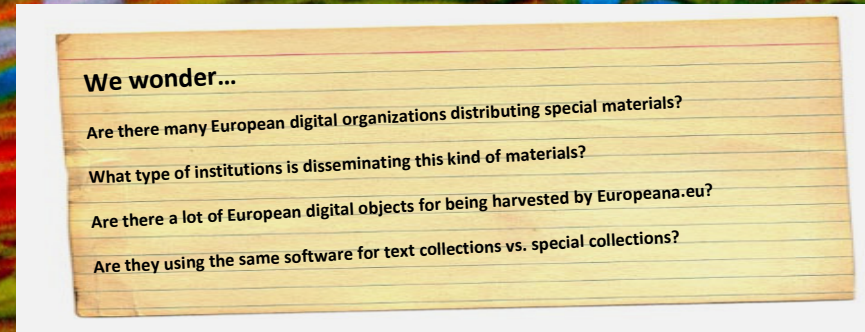 We wonder...
Are there many European digital organizations distributing special materials?
What type of institutions is disseminating this kind of materials?
Are there a lot of European digital objects for being harvested by Europeana.eu?
Are they using the same software for text collections vs. special collections?